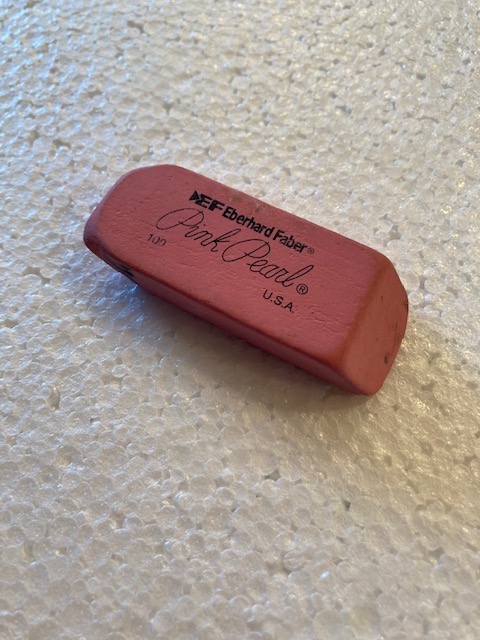 EF Eberhard Faber®
Pink Pearl®
100
U.S.A.